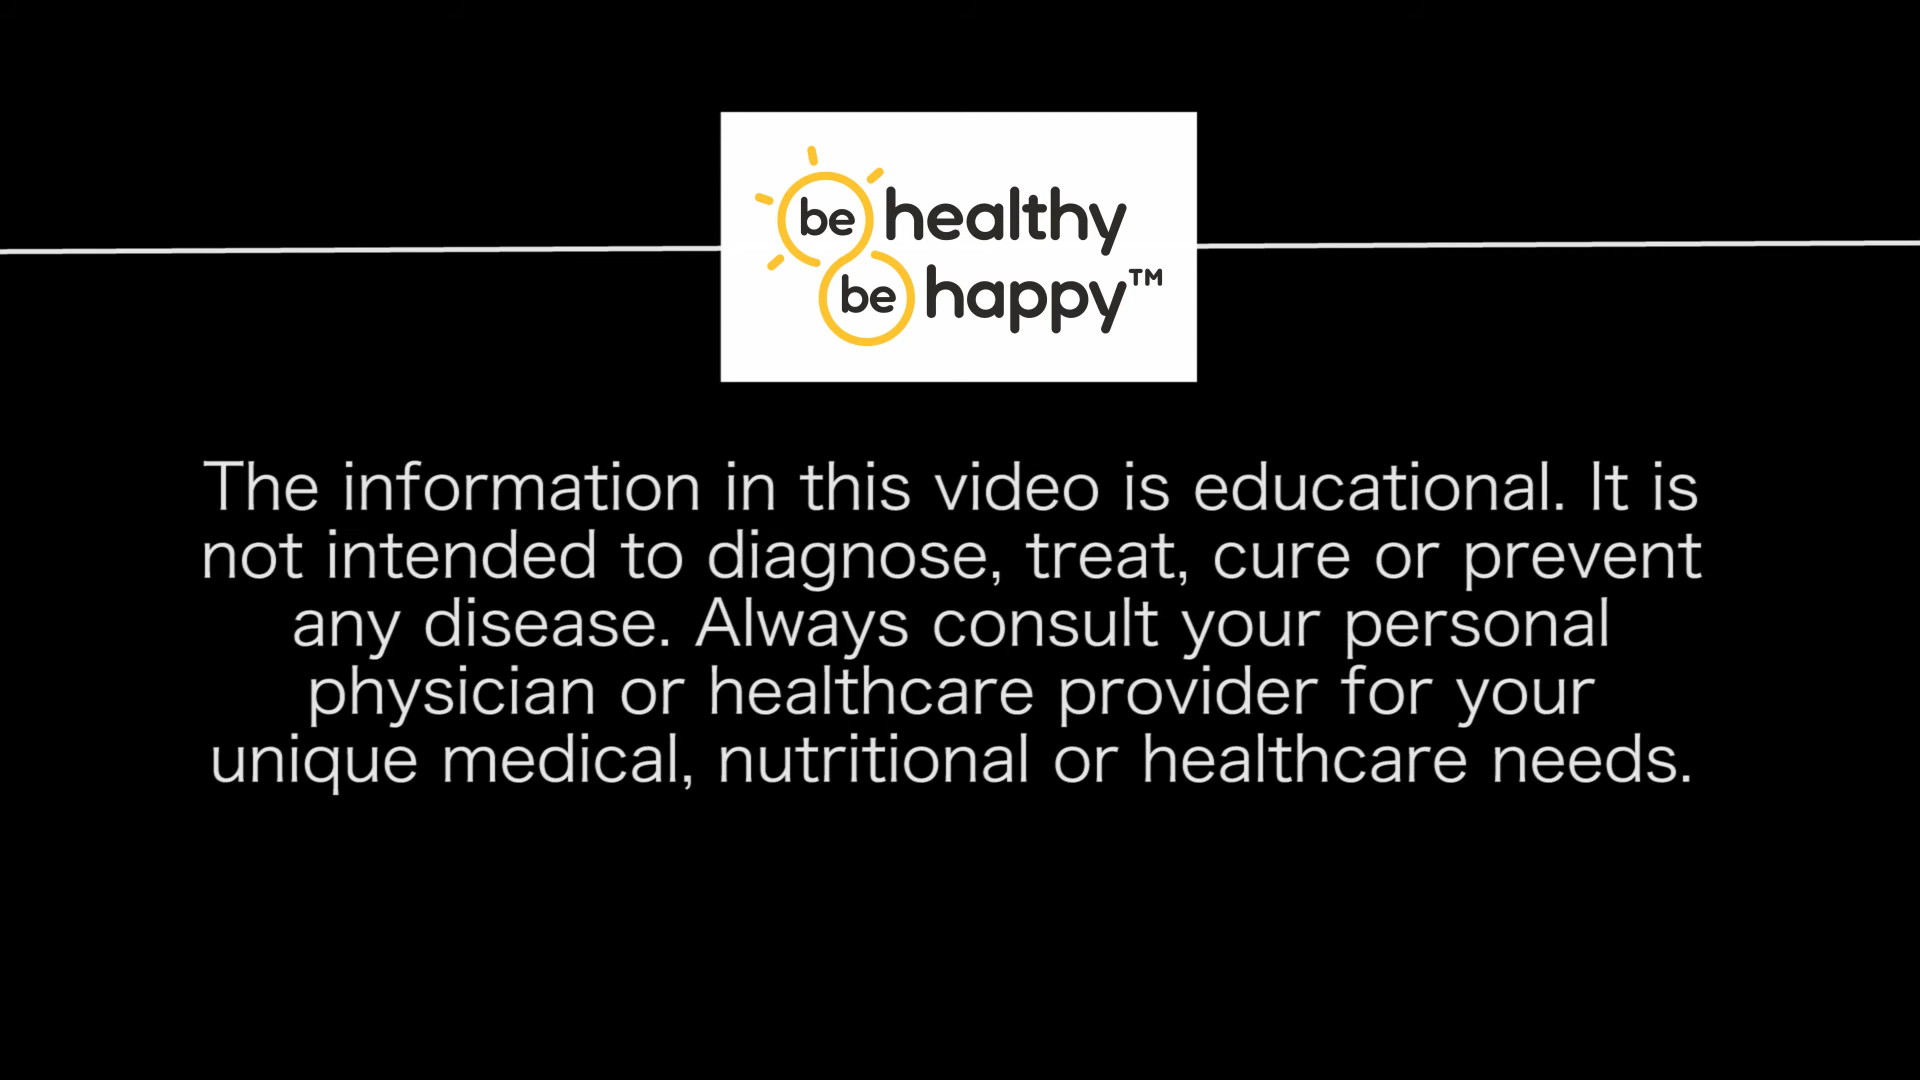 be healthy
be happy™
The information in this video is educational. It is
not intended to diagnose, treat, cure or prevent
any disease. Always consult your personal
physician or healthcare provider for your
unique medical, nutritional or healthcare needs.